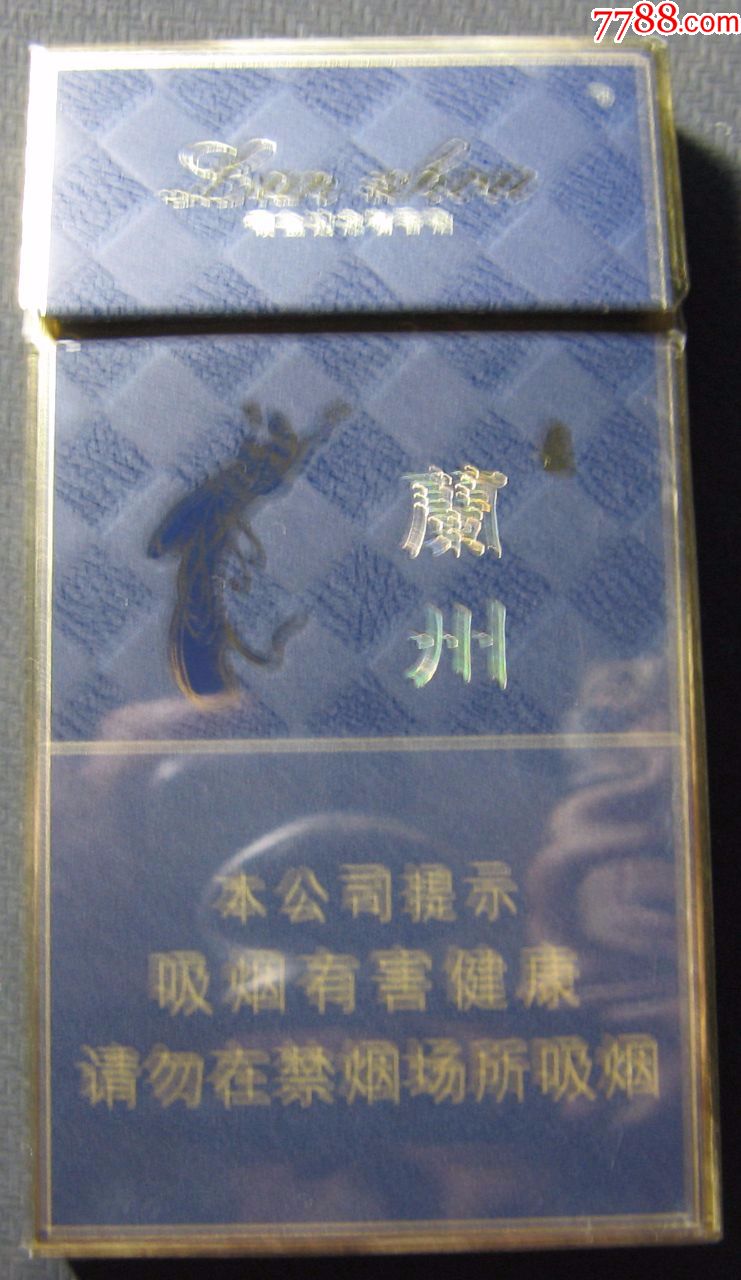 7788.com
Lan zhou
蘭
州
本公司提示
吸烟有害健康
请勿在禁烟场所吸烟